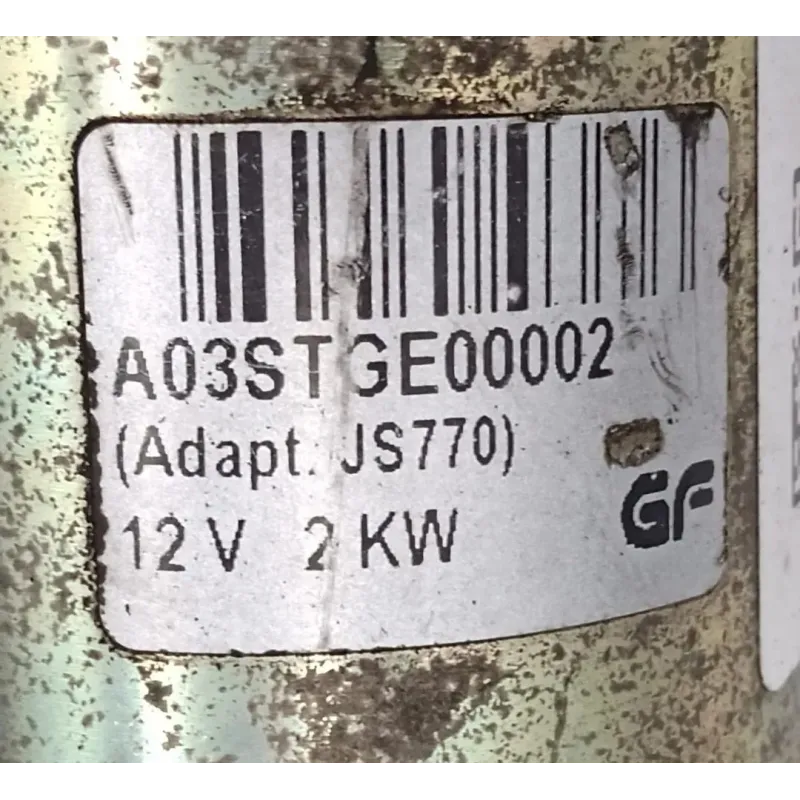 A03STGE00002
(Adapt. JS770)
GF
12 V 2 KW